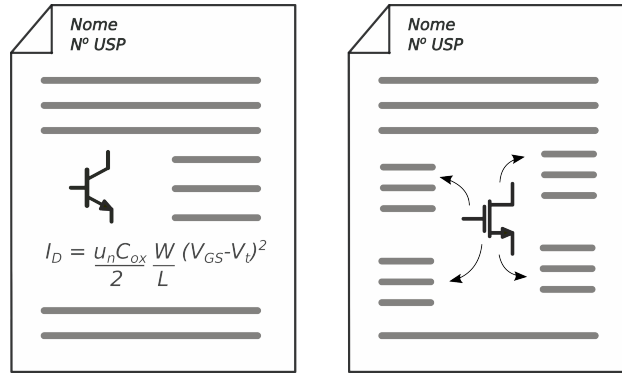 Nome
Nº USP
I_D = u_nC_ox/2 W/L (V_GS-V_t)²
Nome
Nº USP